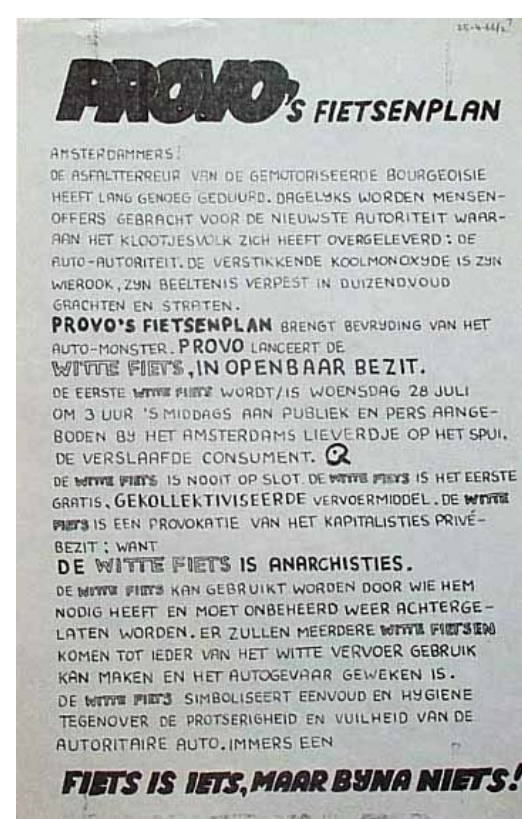 25-4-66/2
PROVO'S FIETSENPLAN
AMSTERDAMMERS!
DE ASFALTTERREUR VAN DE GEMOTORISEERDE BOURGEOISIE
HEEFT LANG GENOEG GEDUURD. DAGELYKS WORDEN MENSEN-
OFFERS GEBRACHT VOOR DE NIEUWSTE AUTORITEIT WAAR-
AAN HET KLOOTJESVOLK ZICH HEEFT OVERGELEVERD: DE
AUTO-AUTORITEIT. DE VERSTIKKENDE KOOLMONOXYDE IS ZYN
WIEROOK, ZYN BEELTENIS VERPEST IN DUIZENDVOUD
GRACHTEN EN STRATEN.
PROVO'S FIETSENPLAN BRENGT BEVRYDING VAN HET
AUTO-MONSTER. PROVO LANCEERT DE
WITTE FIETS, IN OPENBAAR BEZIT.
DE EERSTE WITTE FIETS WORDT/IS WOENSDAG 28 JULI
OM 3 UUR 'S MIDDAGS AAN PUBLIEK EN PERS AANGE-
BODEN BY HET AMSTERDAMS LIEVERDJE OP HET SPUI,
DE VERSLAAFDE CONSUMENT.
DE WITTE FIETS IS NOOIT OP SLOT. DE WITTE FIETS IS HET EERSTE
GRATIS, GEKOLLEKTIVISEERDE VERVOERMIDDEL. DE WITTE
FIETS IS EEN PROVOKATIE VAN HET KAPITALISTIES PRIVÉ-
BEZIT; WANT
DE WITTE FIETS IS ANARCHISTIES.
DE WITTE FIETS KAN GEBRUIKT WORDEN DOOR WIE HEM
NODIG HEEFT EN MOET ONBEHEERD WEER ACHTERGE-
LATEN WORDEN. ER ZULLEN MEERDERE WITTE FIETSEN
KOMEN TOT IEDER VAN HET WITTE VERVOER GEBRUIK
KAN MAKEN EN HET AUTOGEVAAR GEWEKEN IS.
DE WITTE FIETS SIMBOLISEERT EENVOUD EN HYGIENE
TEGENOVER DE PROTSERIGHEID EN VUILHEID VAN DE
AUTORITAIRE AUTO. IMMERS EEN
FIETS IS IETS, MAAR BYNA NIETS!